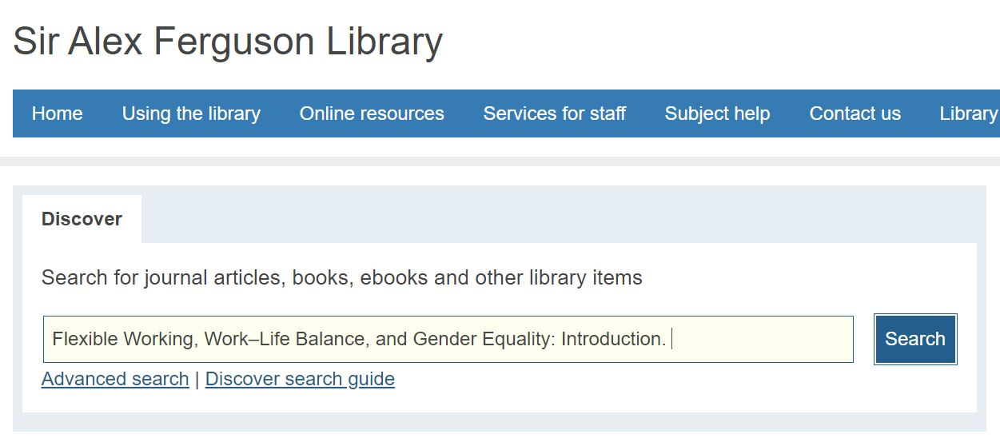 Sir Alex Ferguson Library
Home Using the library Online resources Services for staff Subject help Contact us Library
Discover
Search for journal articles, books, ebooks and other library items
Flexible Working, Work–Life Balance, and Gender Equality: Introduction. Search
Advanced search | Discover search guide